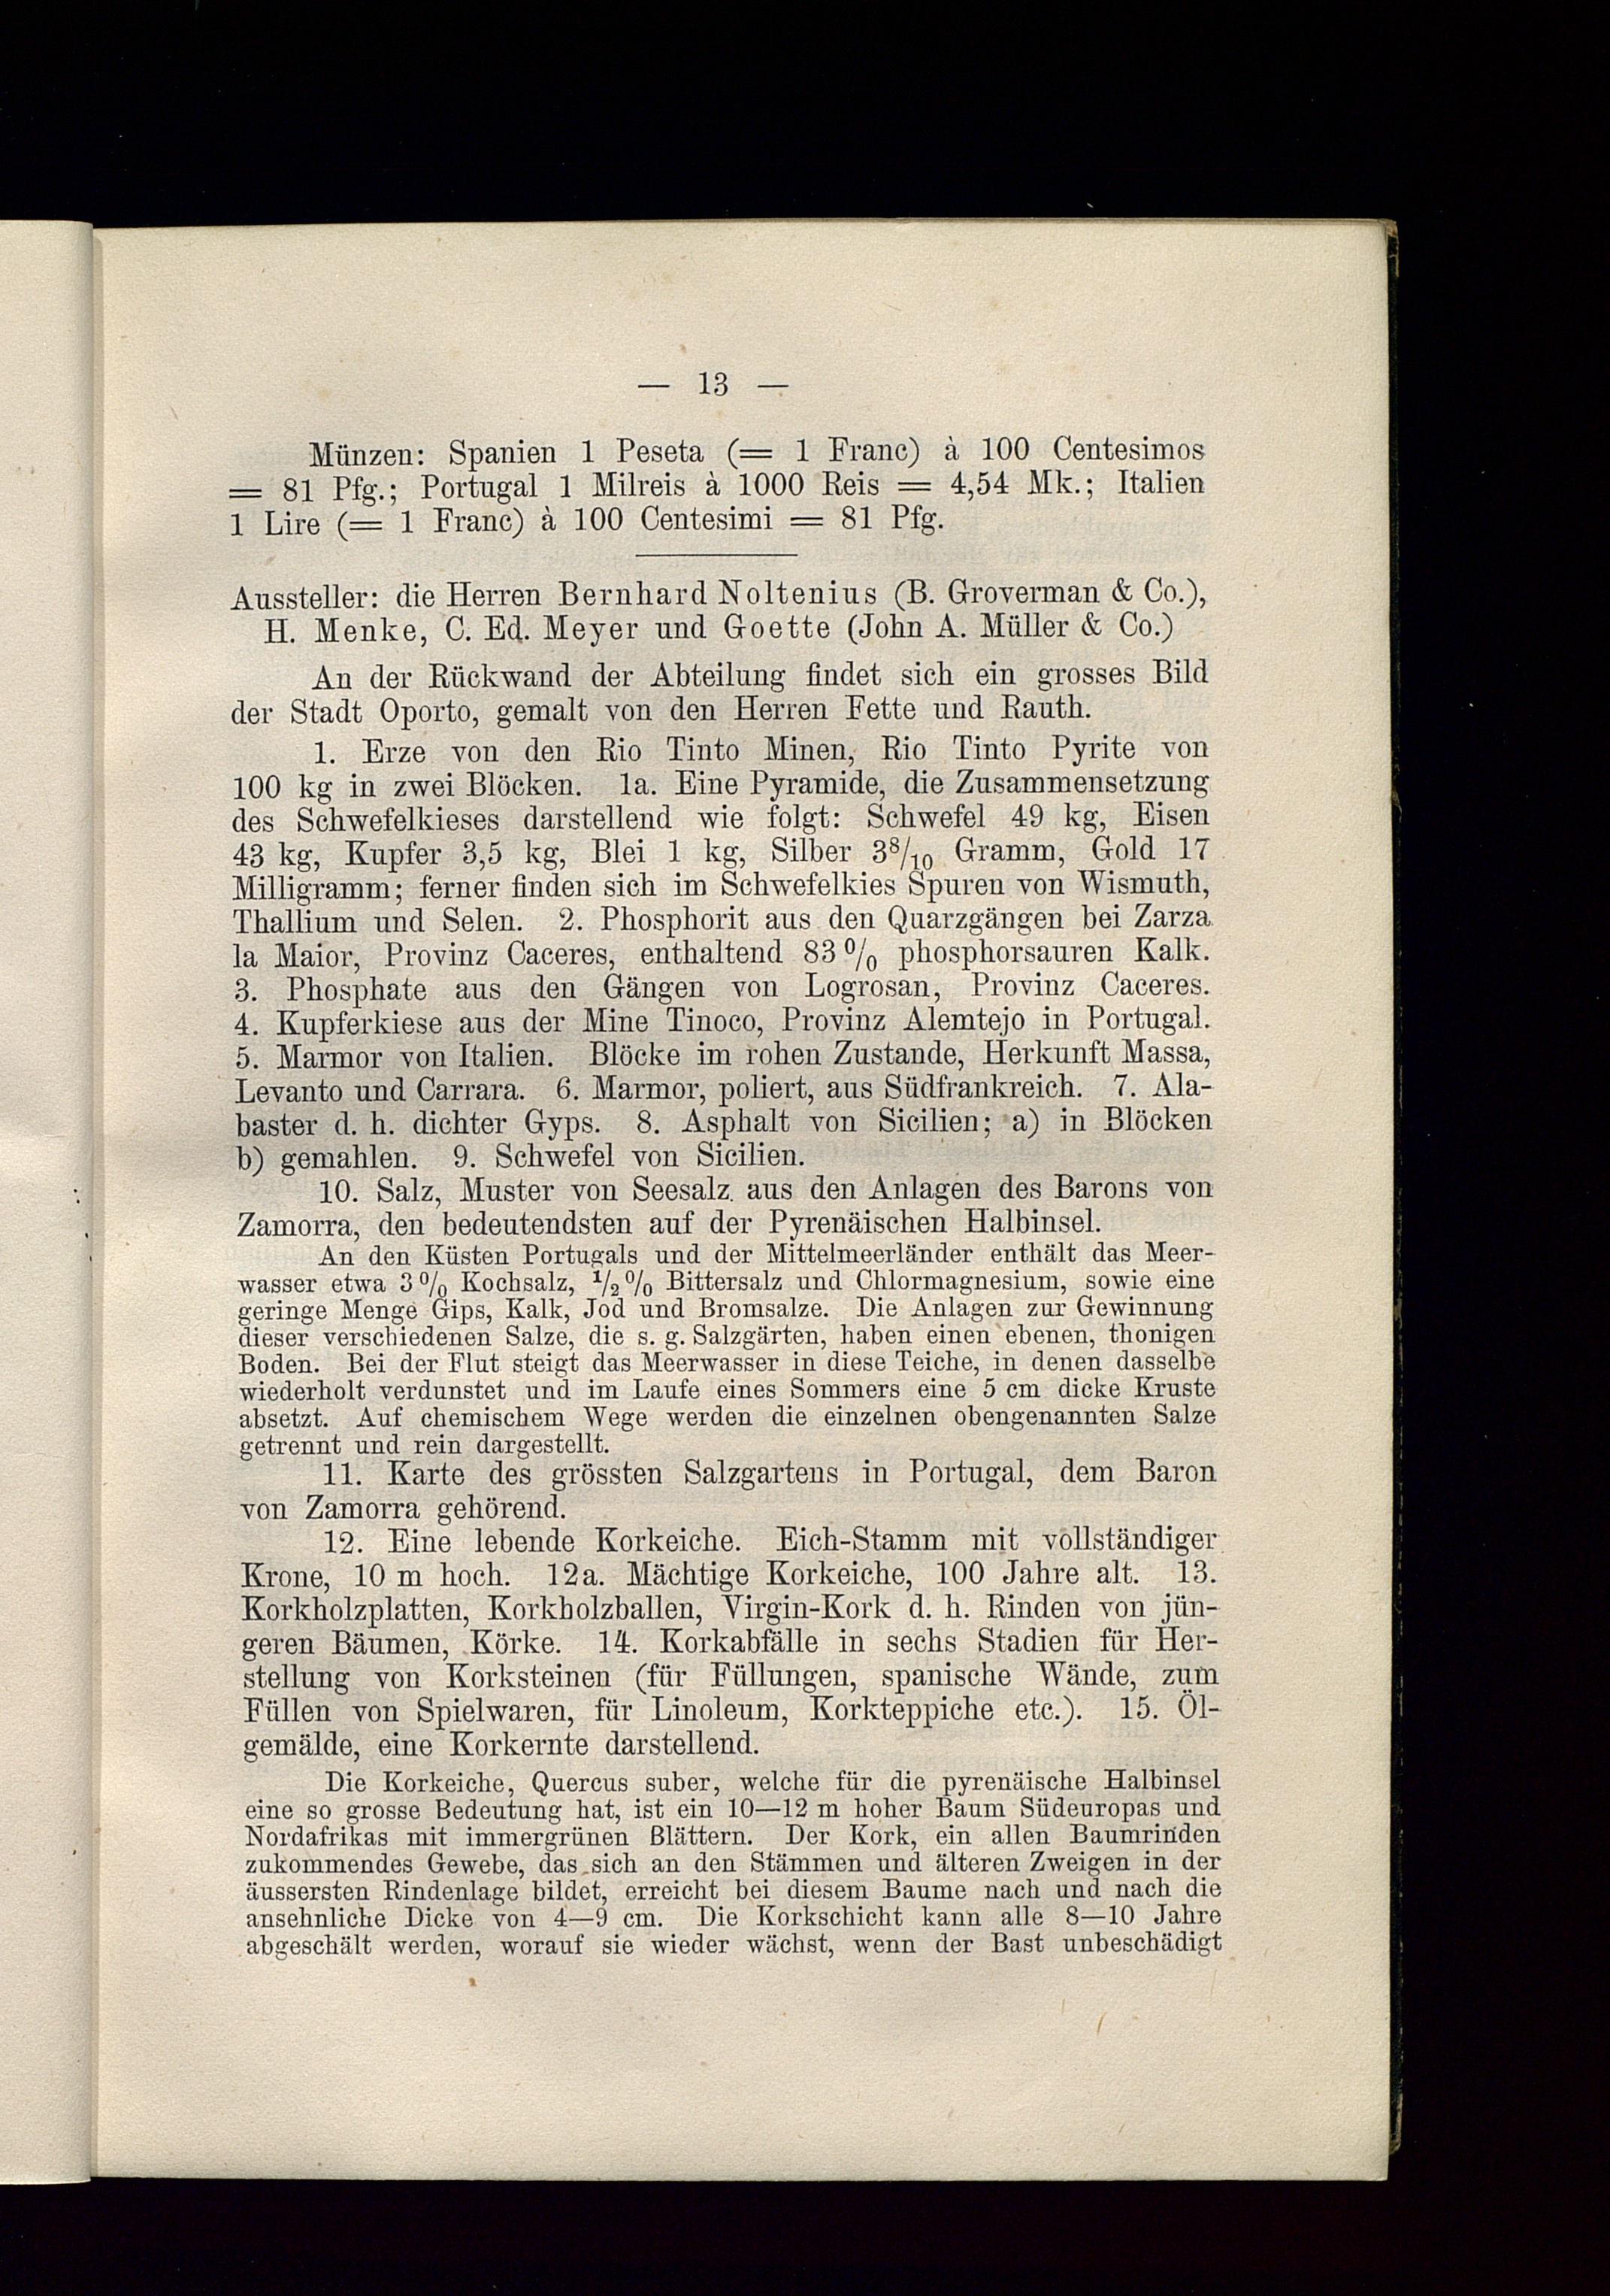 — 13 —
Münzen: Spanien 1 Peseta (= 1 Franc) à 100 Centesimos
= 81 Pfg.; Portugal 1 Milreis à 1000 Reis = 4,54 Mk.; Italien
1 Lire (= 1 Franc) à 100 Centesimi = 81 Pfg.
Aussteller: die Herren Bernhard Noltenius (B. Groverman & Co.),
H. Menke, C. Ed. Meyer und Goette (John A. Müller & Co.)
An der Rückwand der Abteilung findet sich ein grosses Bild
der Stadt Oporto, gemalt von den Herren Fette und Rauth.
1. Erze von den Rio Tinto Minen, Rio Tinto Pyrite von
100 kg in zwei Blöcken. 1a. Eine Pyramide, die Zusammensetzung
des Schwefelkieses darstellend wie folgt: Schwefel 49 kg, Eisen
43 kg, Kupfer 3,5 kg, Blei 1 kg, Silber 3⁸/₁₀ Gramm, Gold 17
Milligramm; ferner finden sich im Schwefelkies Spuren von Wismuth,
Thallium und Selen. 2. Phosphorit aus den Quarzgängen bei Zarza
la Maior, Provinz Caceres, enthaltend 83 % phosphorsauren Kalk.
3. Phosphate aus den Gängen von Logrosan, Provinz Caceres.
4. Kupferkiese aus der Mine Tinoco, Provinz Alemtejo in Portugal.
5. Marmor von Italien. Blöcke im rohen Zustande, Herkunft Massa,
Levanto und Carrara. 6. Marmor, poliert, aus Südfrankreich. 7. Ala-
baster d. h. dichter Gyps. 8. Asphalt von Sicilien; a) in Blöcken
b) gemahlen. 9. Schwefel von Sicilien.
10. Salz, Muster von Seesalz aus den Anlagen des Barons von
Zamorra, den bedeutendsten auf der Pyrenäischen Halbinsel.
An den Küsten Portugals und der Mittelmeerländer enthält das Meer-
wasser etwa 3 % Kochsalz, ½ % Bittersalz und Chlormagnesium, sowie eine
geringe Menge Gips, Kalk, Jod und Bromsalze. Die Anlagen zur Gewinnung
dieser verschiedenen Salze, die s. g. Salzgärten, haben einen ebenen, thonigen
Boden. Bei der Flut steigt das Meerwasser in diese Teiche, in denen dasselbe
wiederholt verdunstet und im Laufe eines Sommers eine 5 cm dicke Kruste
absetzt. Auf chemischem Wege werden die einzelnen obengenannten Salze
getrennt und rein dargestellt.
11. Karte des grössten Salzgartens in Portugal, dem Baron
von Zamorra gehörend.
12. Eine lebende Korkeiche. Eich-Stamm mit vollständiger
Krone, 10 m hoch. 12a. Mächtige Korkeiche, 100 Jahre alt. 13.
Korkholzplatten, Korkholzballen, Virgin-Kork d. h. Rinden von jün-
geren Bäumen, Körke. 14. Korkabfälle in sechs Stadien für Her-
stellung von Korksteinen (für Füllungen, spanische Wände, zum
Füllen von Spielwaren, für Linoleum, Korkteppiche etc.). 15. Öl-
gemälde, eine Korkernte darstellend.
Die Korkeiche, Quercus suber, welche für die pyrenäische Halbinsel
eine so grosse Bedeutung hat, ist ein 10—12 m hoher Baum Südeuropas und
Nordafrikas mit immergrünen Blättern. Der Kork, ein allen Baumrinden
zukommendes Gewebe, das sich an den Stämmen und älteren Zweigen in der
äussersten Rindenlage bildet, erreicht bei diesem Baume nach und nach die
ansehnliche Dicke von 4—9 cm. Die Korkschicht kann alle 8—10 Jahre
abgeschält werden, worauf sie wieder wächst, wenn der Bast unbeschädigt